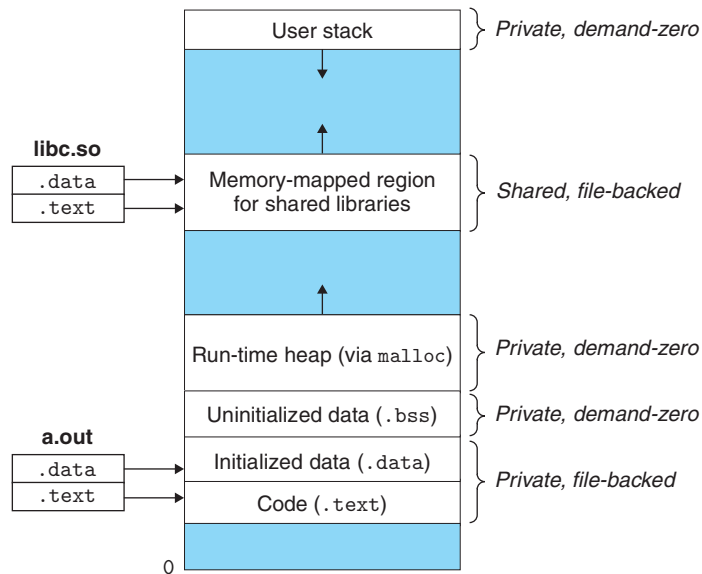 User stack
Private, demand-zero
libc.so
.data
.text
Memory-mapped region
for shared libraries
Shared, file-backed
Run-time heap (via malloc)
Private, demand-zero
Uninitialized data (.bss)
Private, demand-zero
a.out
.data
.text
Initialized data (.data)
Code (.text)
Private, file-backed
0